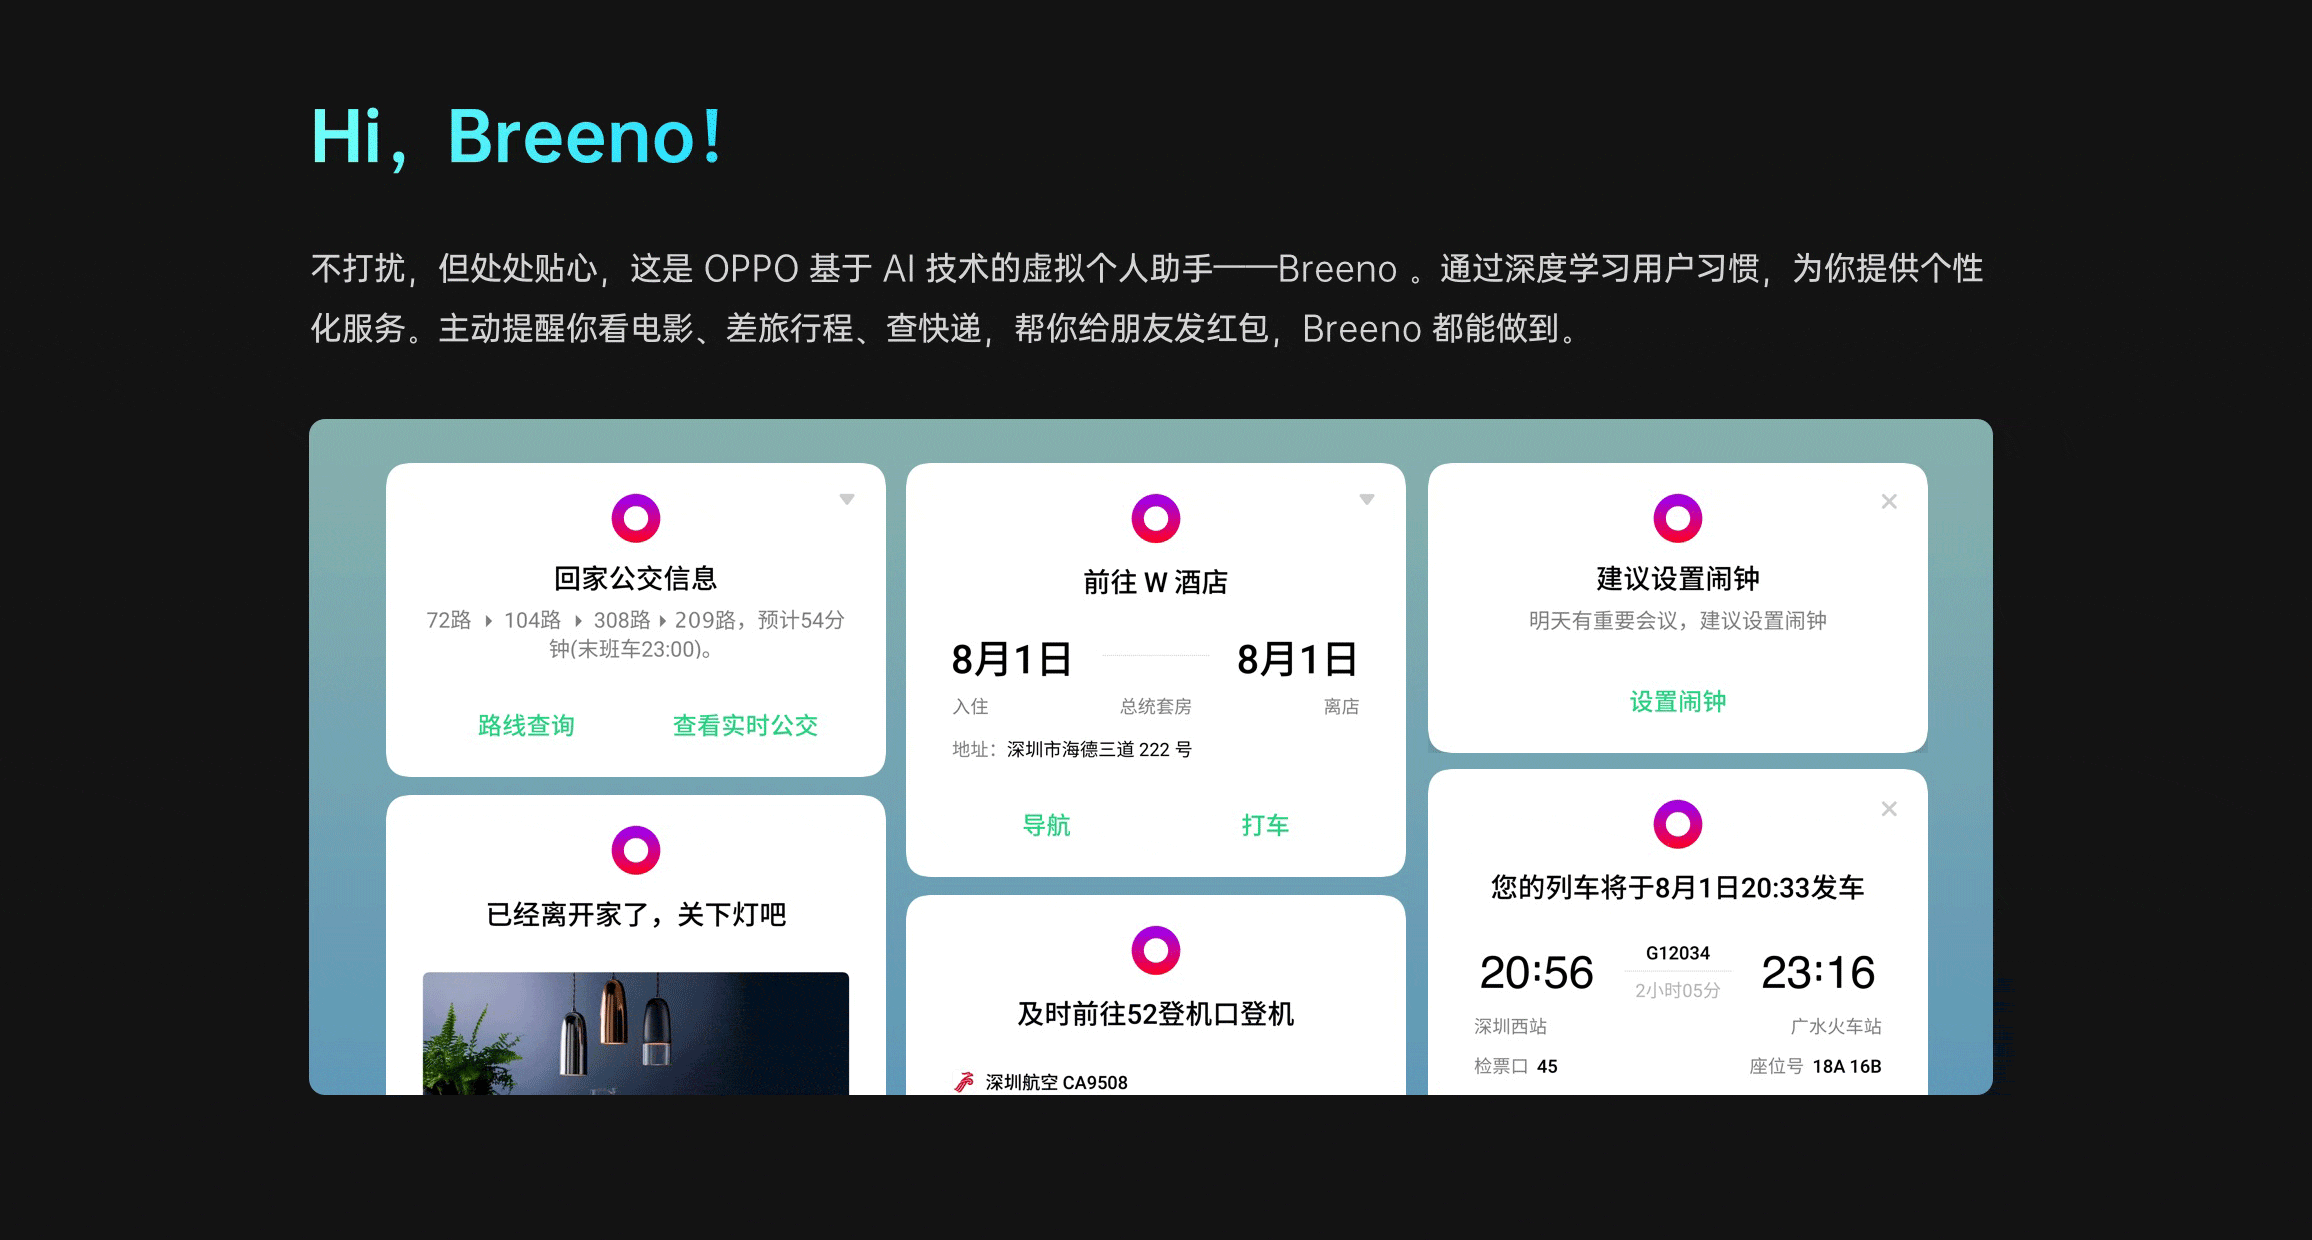 Hi，Breeno！
不打扰，但处处贴心，这是 OPPO 基于 AI 技术的虚拟个人助手——Breeno 。通过深度学习用户习惯，为你提供个性
化服务。主动提醒你看电影、差旅行程、查快递，帮你给朋友发红包，Breeno 都能做到。
回家公交信息
72路 ▸ 104路 ▸ 308路 ▸ 209路，预计54分
钟(末班车23:00)。
路线查询 查看实时公交
已经离开家了，关下灯吧
前往 W 酒店
8月1日 8月1日
入住 总统套房 离店
地址：深圳市海德三道 222 号
导航 打车
及时前往52登机口登机
深圳航空 CA9508
建议设置闹钟
明天有重要会议，建议设置闹钟
设置闹钟
您的列车将于8月1日20:33发车
G12034
20:56 23:16
2小时05分
深圳西站 广水火车站
检票口 45 座位号 18A 16B